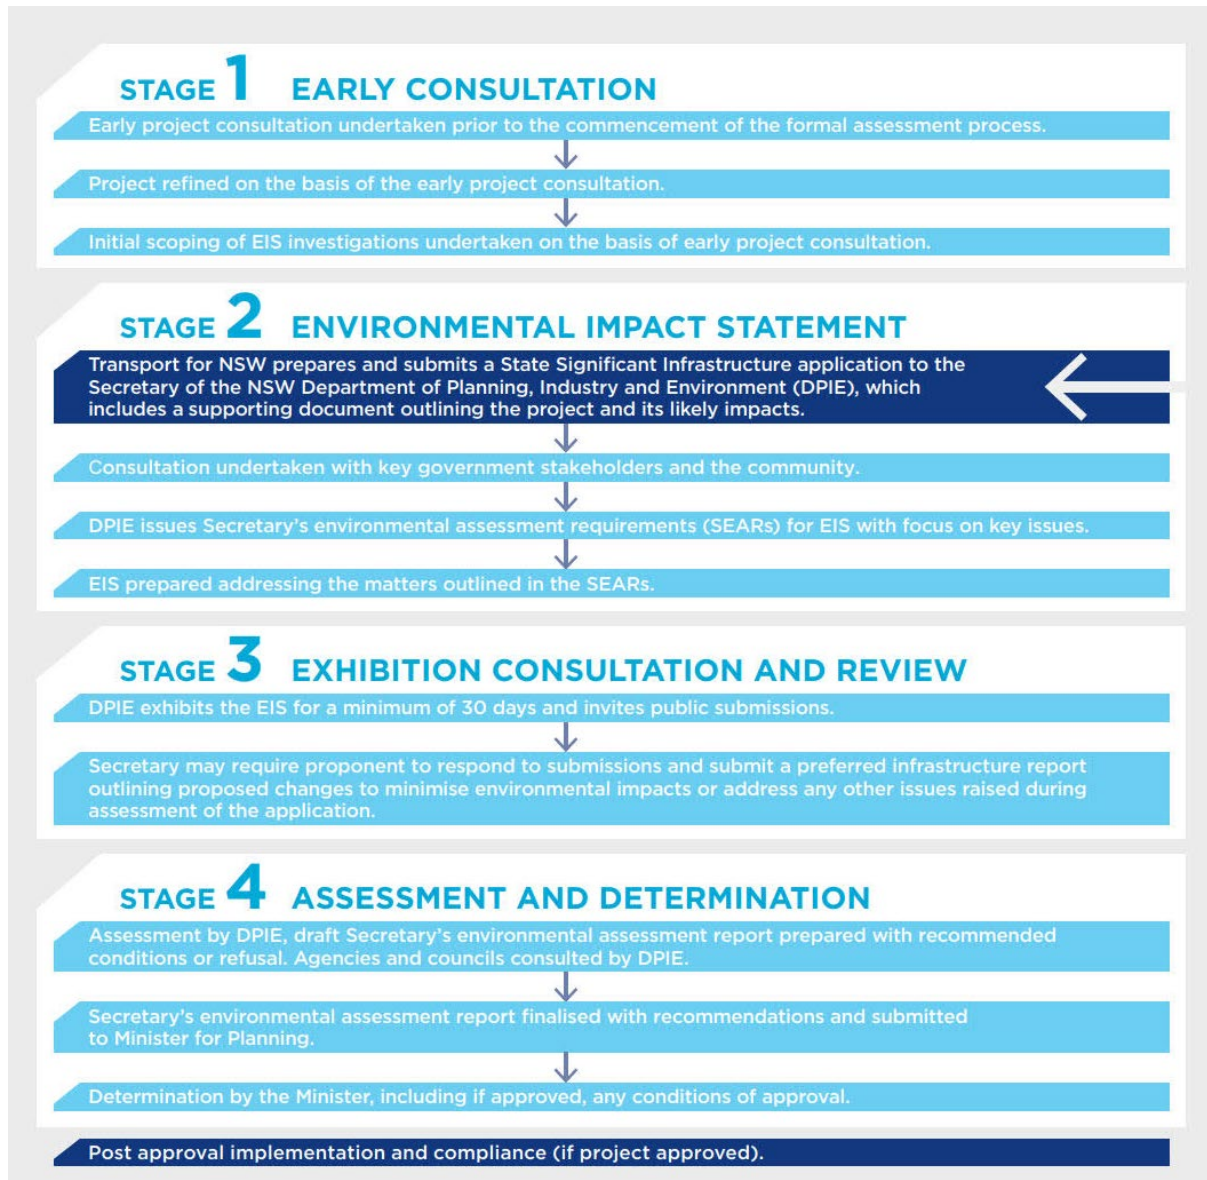 STAGE 1 EARLY CONSULTATION
Early project consultation undertaken prior to the commencement of the formal assessment process.
Project refined on the basis of the early project consultation.
Initial scoping of EIS investigations undertaken on the basis of early project consultation.
STAGE 2 ENVIRONMENTAL IMPACT STATEMENT
Transport for NSW prepares and submits a State Significant Infrastructure application to the
Secretary of the NSW Department of Planning, Industry and Environment (DPIE), which
includes a supporting document outlining the project and its likely impacts.
Consultation undertaken with key government stakeholders and the community.
DPIE issues Secretary's environmental assessment requirements (SEARs) for EIS with focus on key issues.
EIS prepared addressing the matters outlined in the SEARs.
STAGE 3 EXHIBITION CONSULTATION AND REVIEW
DPIE exhibits the EIS for a minimum of 30 days and invites public submissions.
Secretary may require proponent to respond to submissions and submit a preferred infrastructure report
outlining proposed changes to minimise environmental impacts or address any other issues raised during
assessment of the application.
STAGE 4 ASSESSMENT AND DETERMINATION
Assessment by DPIE, draft Secretary's environmental assessment report prepared with recommended
conditions or refusal. Agencies and councils consulted by DPIE.
Secretary's environmental assessment report finalised with recommendations and submitted
to Minister for Planning.
Determination by the Minister, including if approved, any conditions of approval.
Post approval implementation and compliance (if project approved).